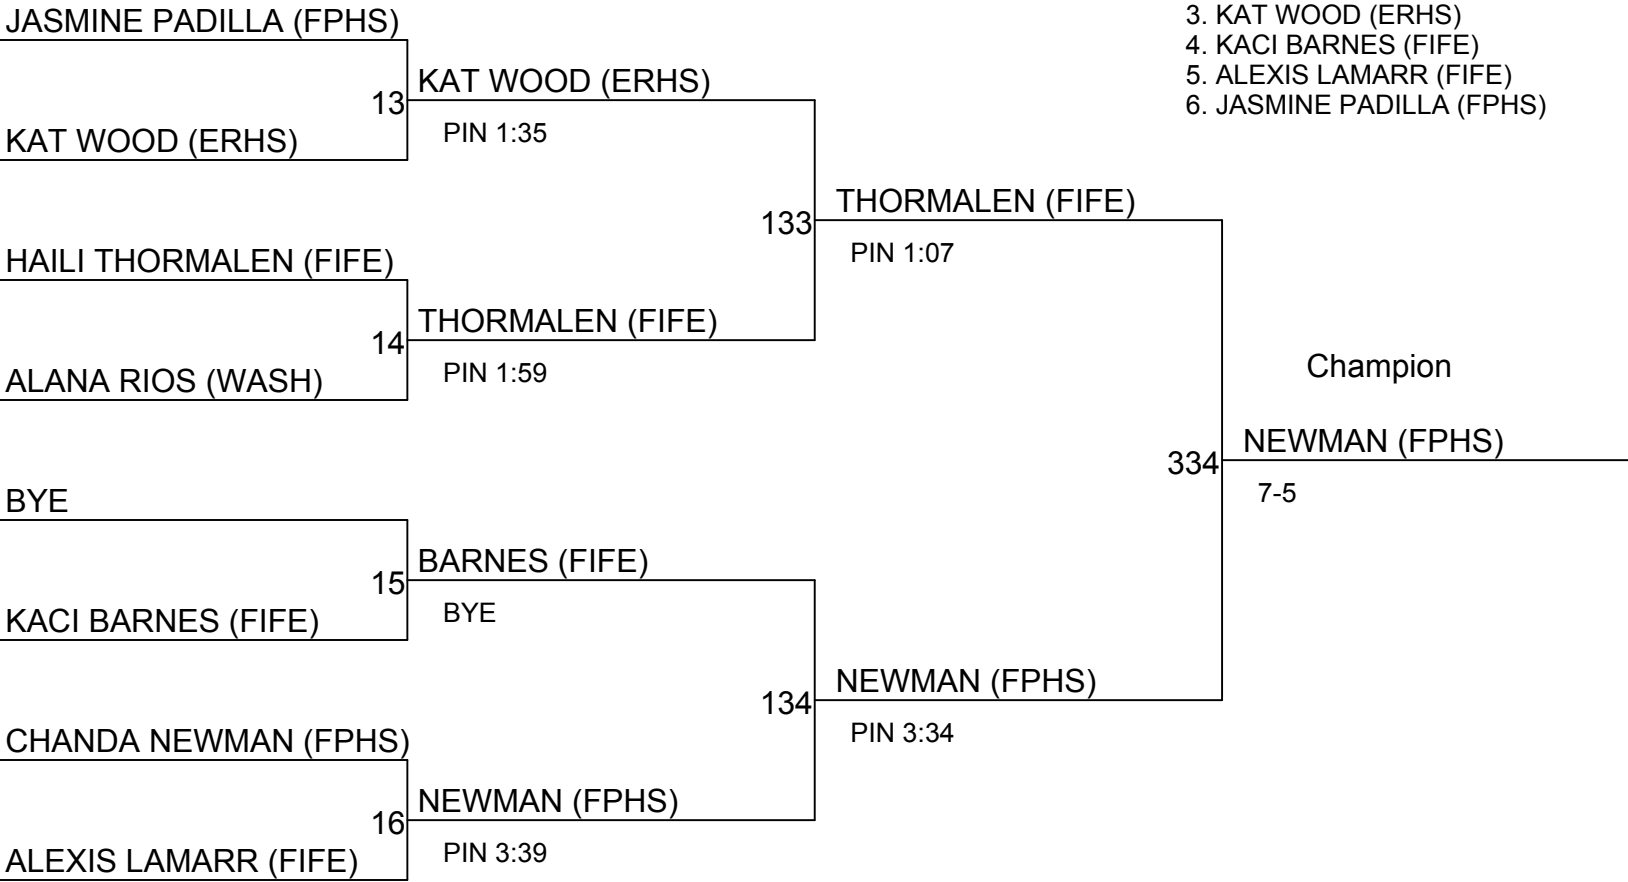 JASMINE PADILLA (FPHS)
13
KAT WOOD (ERHS)
KAT WOOD (ERHS)
PIN 1:35
HAILI THORMALEN (FIFE)
14
ALANA RIOS (WASH)
THORMALEN (FIFE)
PIN 1:59
133
THORMALEN (FIFE)
PIN 1:07
BYE
15
KACI BARNES (FIFE)
BARNES (FIFE)
BYE
CHANDA NEWMAN (FPHS)
16
ALEXIS LAMARR (FIFE)
NEWMAN (FPHS)
PIN 3:39
134
NEWMAN (FPHS)
PIN 3:34
334
Champion
NEWMAN (FPHS)
7-5
3. KAT WOOD (ERHS)
4. KACI BARNES (FIFE)
5. ALEXIS LAMARR (FIFE)
6. JASMINE PADILLA (FPHS)